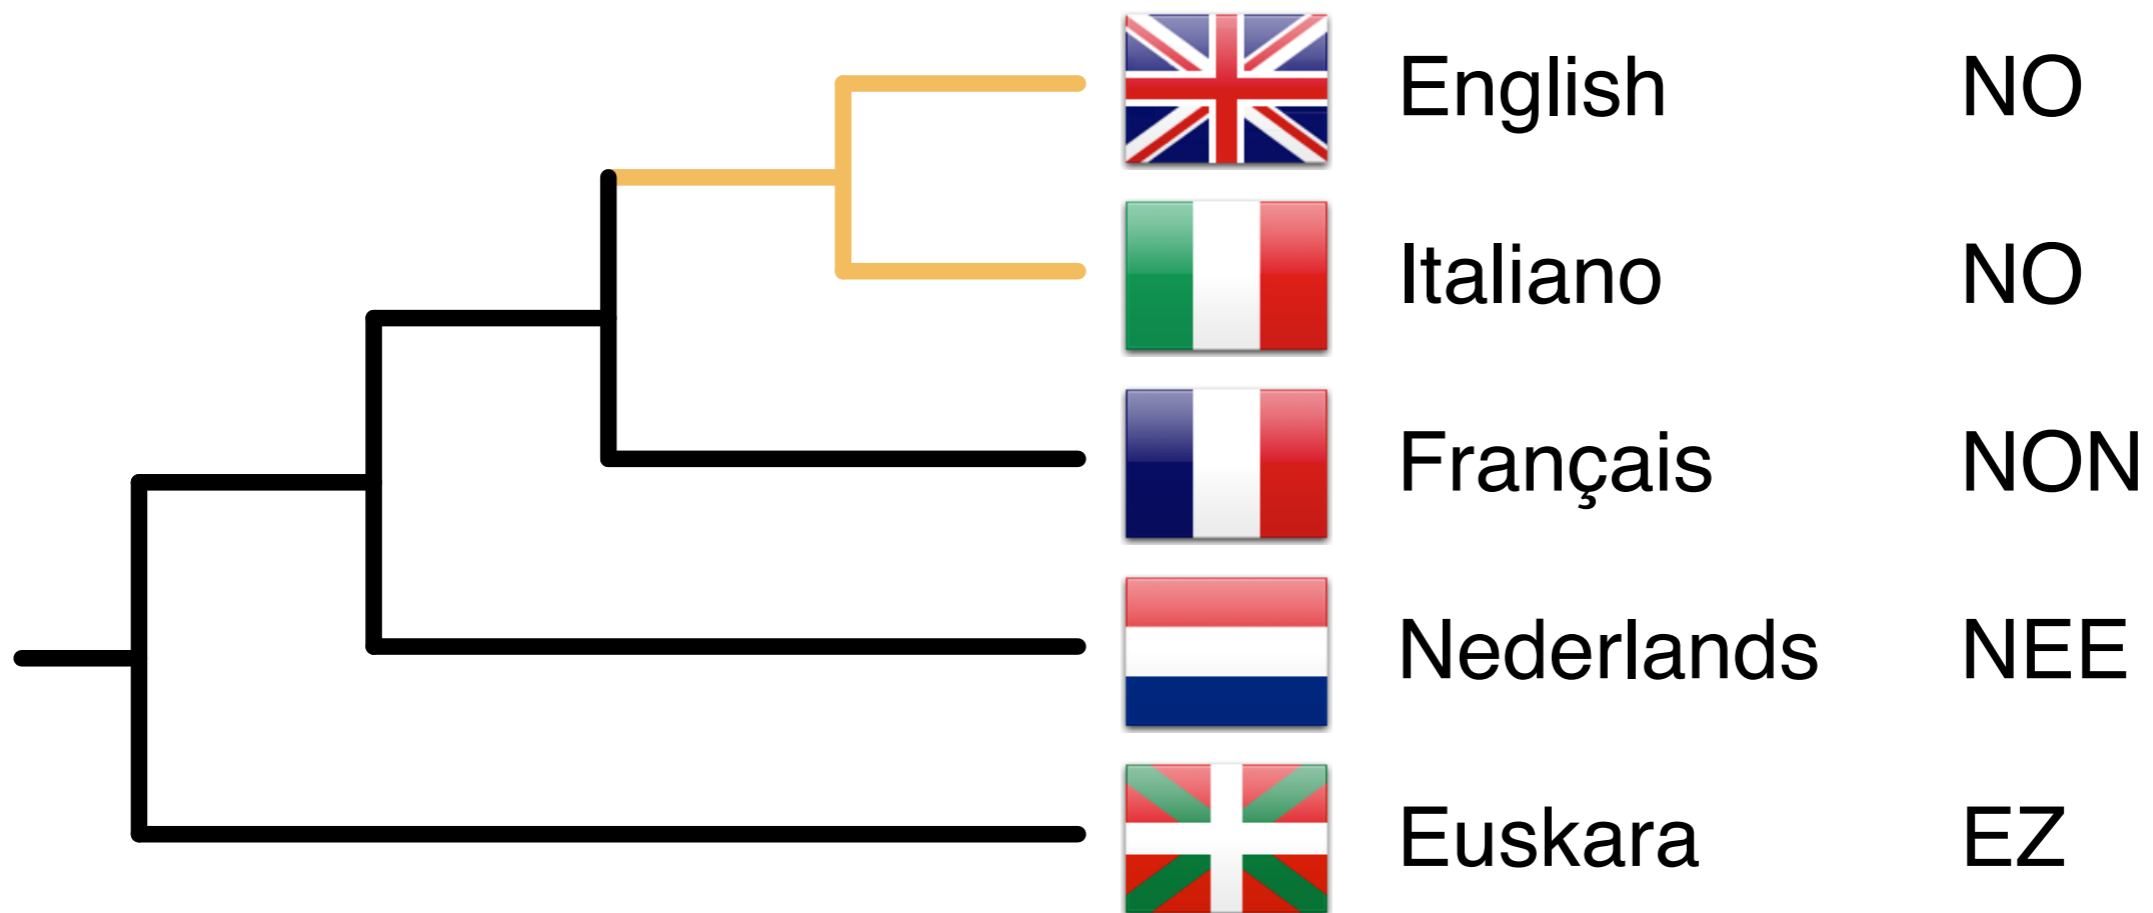 English NO
Italiano NO
Français NON
Nederlands NEE
Euskara EZ